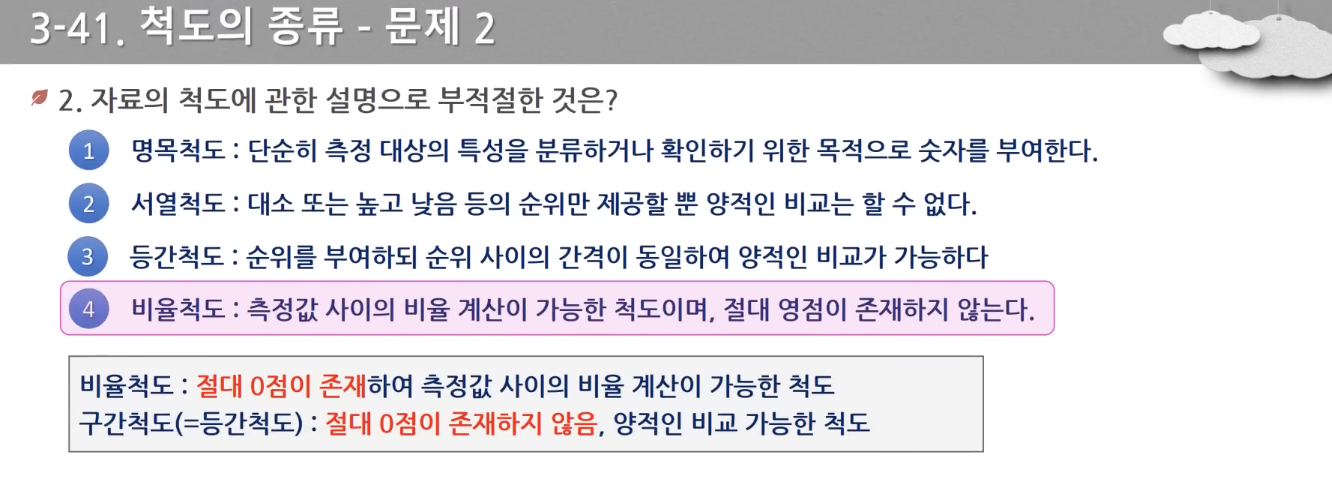 3-41. 척도의 종류 - 문제 2
2. 자료의 척도에 관한 설명으로 부적절한 것은?
1 명목척도 : 단순히 측정 대상의 특성을 분류하거나 확인하기 위한 목적으로 숫자를 부여한다.
2 서열척도 : 대소 또는 높고 낮음 등의 순위만 제공할 뿐 양적인 비교는 할 수 없다.
3 등간척도 : 순위를 부여하되 순위 사이의 간격이 동일하여 양적인 비교가 가능하다
4 비율척도 : 측정값 사이의 비율 계산이 가능한 척도이며, 절대 영점이 존재하지 않는다.
비율척도 : 절대 0점이 존재하여 측정값 사이의 비율 계산이 가능한 척도
구간척도(=등간척도) : 절대 0점이 존재하지 않음, 양적인 비교 가능한 척도